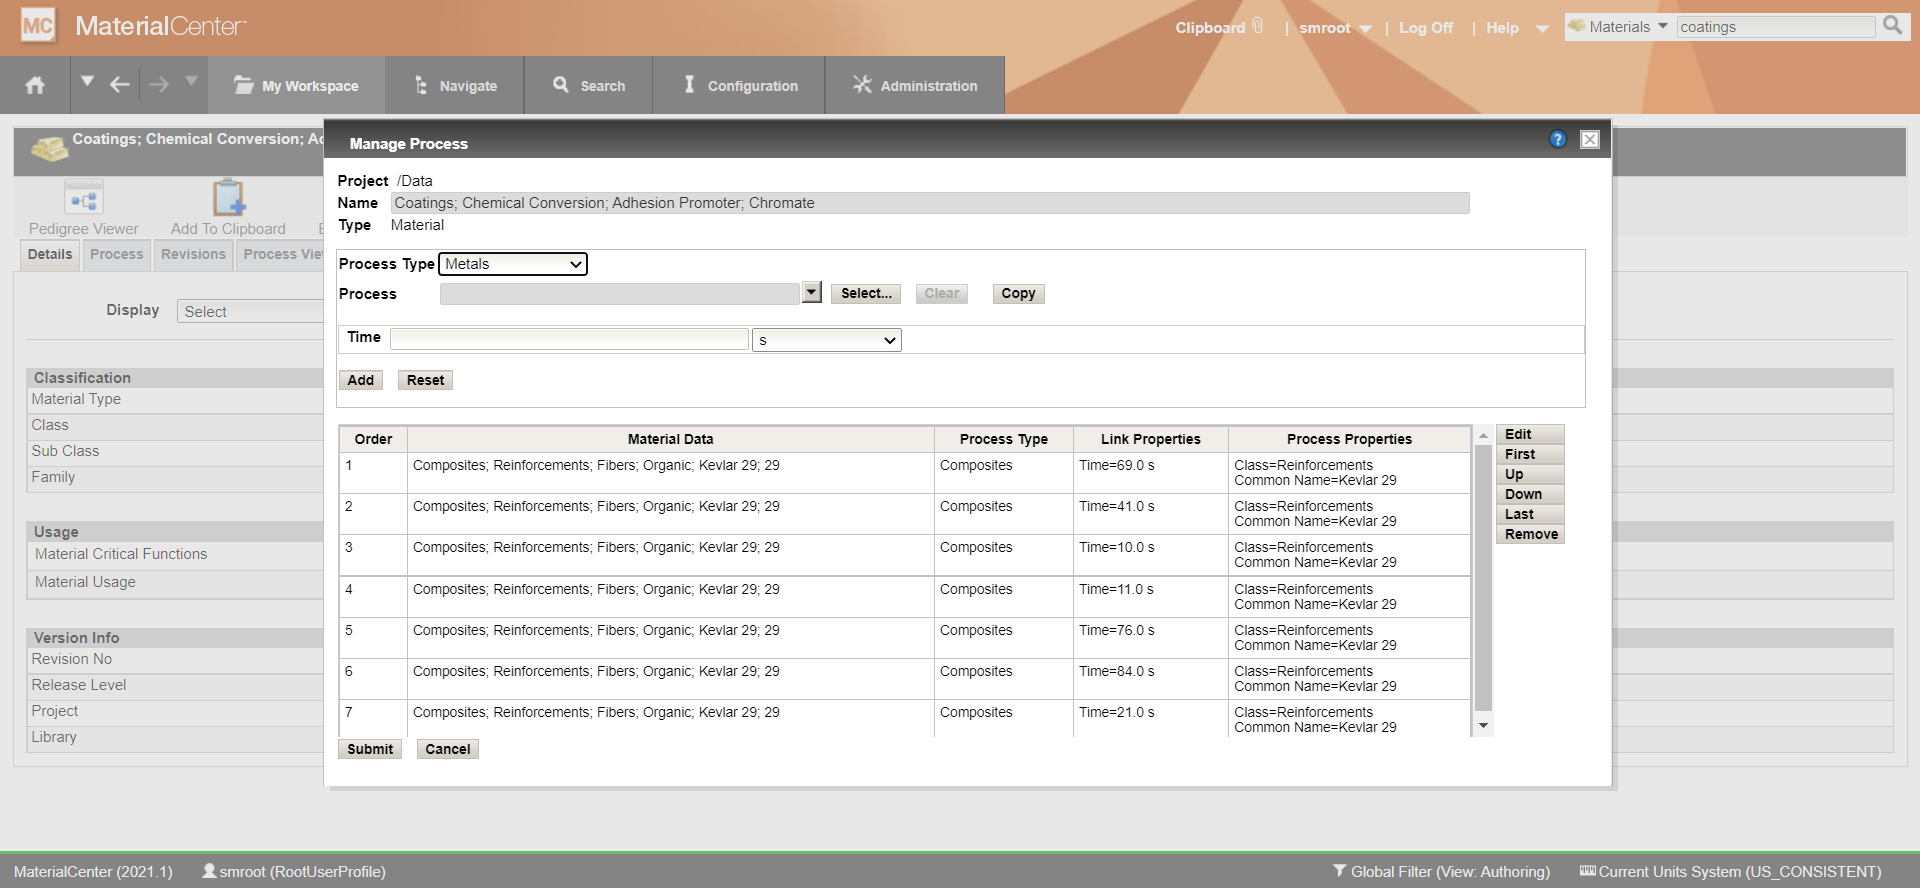 MC MaterialCenter
Clipboard | smroot | Log Off | Help
Materials coatings
My Workspace Navigate Search Configuration Administration
Coatings; Chemical Conversion; Ad
Pedigree Viewer Add To Clipboard
Details Process Revisions Process Vie
Display Select
Classification
Material Type
Class
Sub Class
Family
Usage
Material Critical Functions
Material Usage
Version Info
Revision No
Release Level
Project
Library
Manage Process ?
Project /Data
Name Coatings; Chemical Conversion; Adhesion Promoter; Chromate
Type Material
Process Type Metals
Process Select... Clear Copy
Time s
Add Reset
Order Material Data Process Type Link Properties Process Properties
1 Composites; Reinforcements; Fibers; Organic; Kevlar 29; 29 Composites Time=69.0 s Class=Reinforcements
Common Name=Kevlar 29
2 Composites; Reinforcements; Fibers; Organic; Kevlar 29; 29 Composites Time=41.0 s Class=Reinforcements
Common Name=Kevlar 29
3 Composites; Reinforcements; Fibers; Organic; Kevlar 29; 29 Composites Time=10.0 s Class=Reinforcements
Common Name=Kevlar 29
4 Composites; Reinforcements; Fibers; Organic; Kevlar 29; 29 Composites Time=11.0 s Class=Reinforcements
Common Name=Kevlar 29
5 Composites; Reinforcements; Fibers; Organic; Kevlar 29; 29 Composites Time=76.0 s Class=Reinforcements
Common Name=Kevlar 29
6 Composites; Reinforcements; Fibers; Organic; Kevlar 29; 29 Composites Time=84.0 s Class=Reinforcements
Common Name=Kevlar 29
7 Composites; Reinforcements; Fibers; Organic; Kevlar 29; 29 Composites Time=21.0 s Class=Reinforcements
Common Name=Kevlar 29
Edit
First
Up
Down
Last
Remove
Submit Cancel
MaterialCenter (2021.1) smroot (RootUserProfile) Global Filter (View: Authoring) Current Units System (US_CONSISTENT)